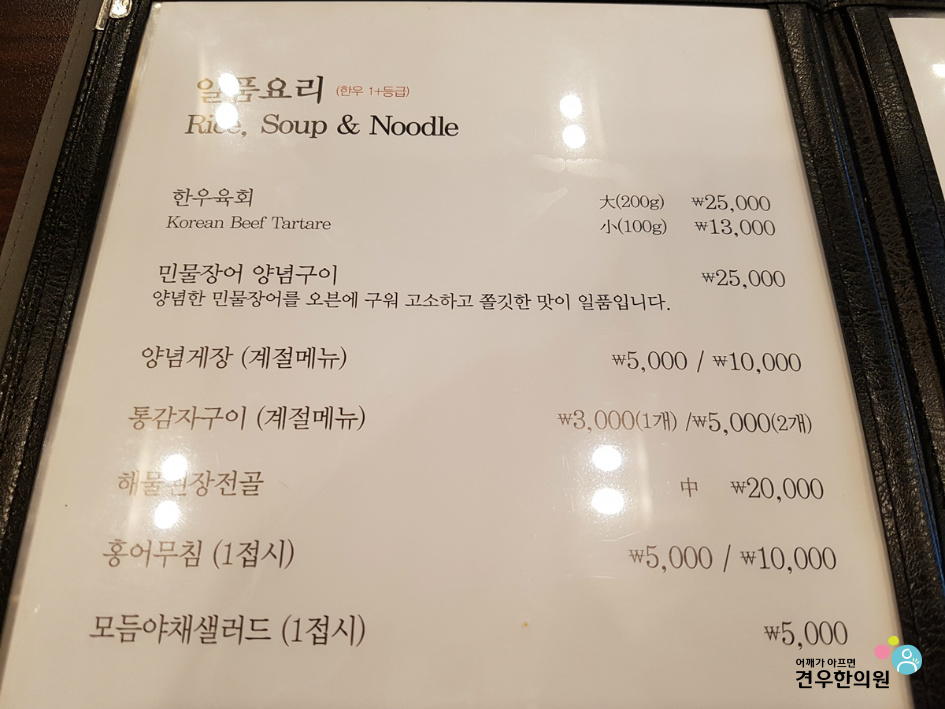 일품요리 (한우 1+등급)
Rice, Soup & Noodle
한우육회 大(200g) ₩25,000
Korean Beef Tartare 小(100g) ₩13,000
민물장어 양념구이 ₩25,000
양념한 민물장어를 오븐에 구워 고소하고 쫄깃한 맛이 일품입니다.
양념게장 (계절메뉴) ₩5,000 / ₩10,000
통감자구이 (계절메뉴) ₩3,000(1개) /₩5,000(2개)
해물된장전골 中 ₩20,000
홍어무침 (1접시) ₩5,000 / ₩10,000
모듬야채샐러드 (1접시) ₩5,000
어깨가 아프면
견우한의원